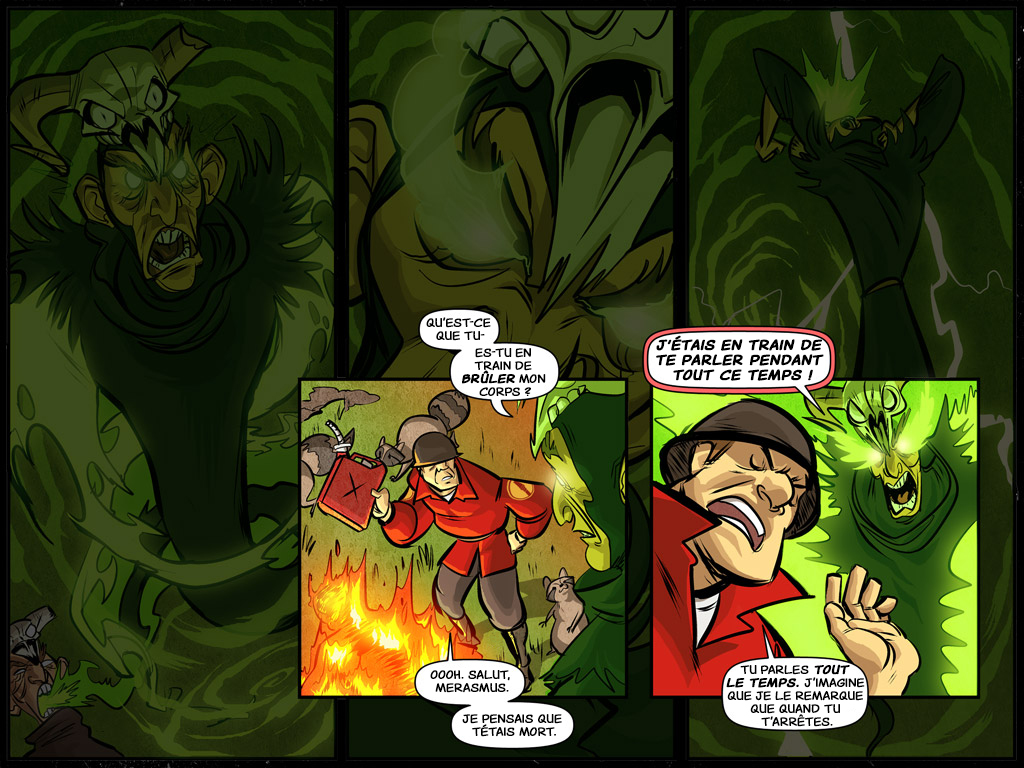 QU'EST-CE
QUE TU-
ES-TU EN
TRAIN DE
BRÛLER MON
CORPS ?
OOOH. SALUT,
MERASMUS.
JE PENSAIS QUE
TÉTAIS MORT.
J'ÉTAIS EN TRAIN DE
TE PARLER PENDANT
TOUT CE TEMPS !
TU PARLES TOUT
LE TEMPS. J'IMAGINE
QUE JE LE REMARQUE
QUE QUAND TU
T'ARRÊTES.